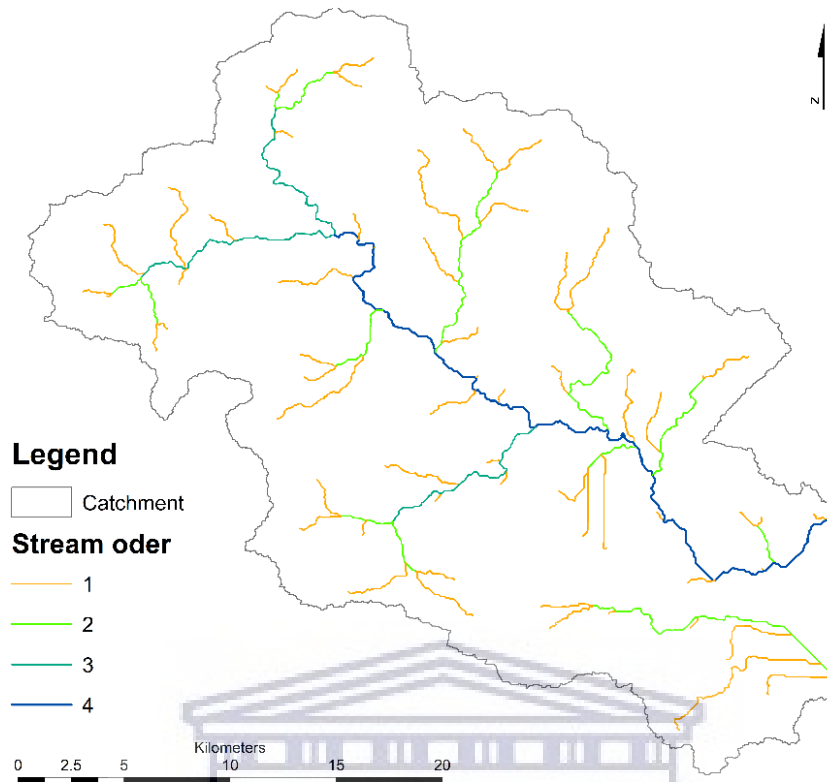 N
Legend
Catchment
Stream oder
1
2
3
4
Kilometers
0 2.5 5 10 15 20